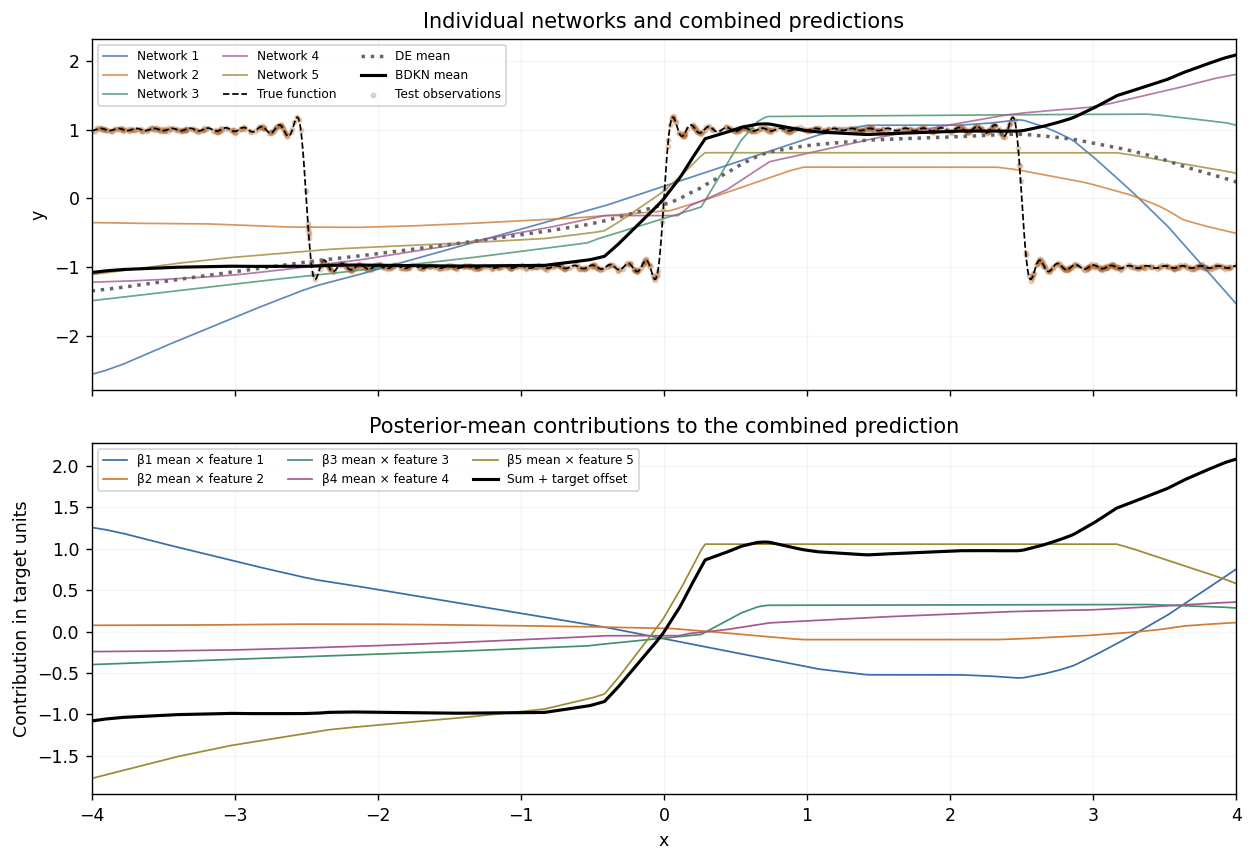 Individual networks and combined predictions
Network 1
Network 2
Network 3
Network 4
Network 5
True function
DE mean
BDKN mean
Test observations
2
1
0
−1
−2
y
Posterior-mean contributions to the combined prediction
β1 mean × feature 1
β2 mean × feature 2
β3 mean × feature 3
β4 mean × feature 4
β5 mean × feature 5
Sum + target offset
2.0
1.5
1.0
0.5
0.0
−0.5
−1.0
−1.5
Contribution in target units
−4
−3
−2
−1
0
1
2
3
4
x